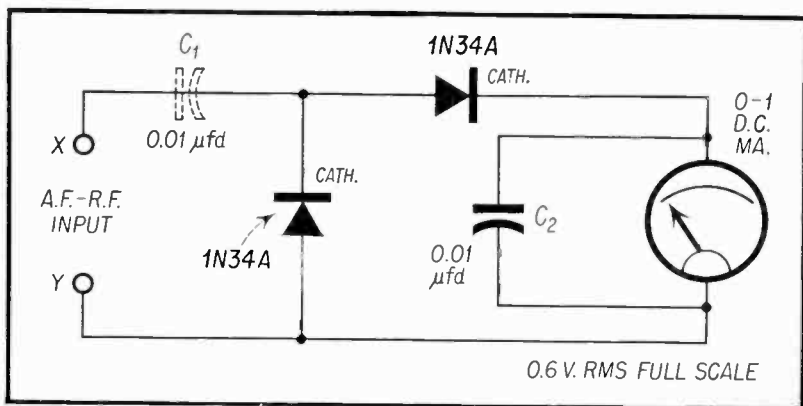 C1
0.01 µfd
1N34A
CATH.
0-1
D.C.
MA.
X
A.F.-R.F.
INPUT
Y
CATH.
1N34A
C2
0.01
µfd
0.6 V. RMS FULL SCALE